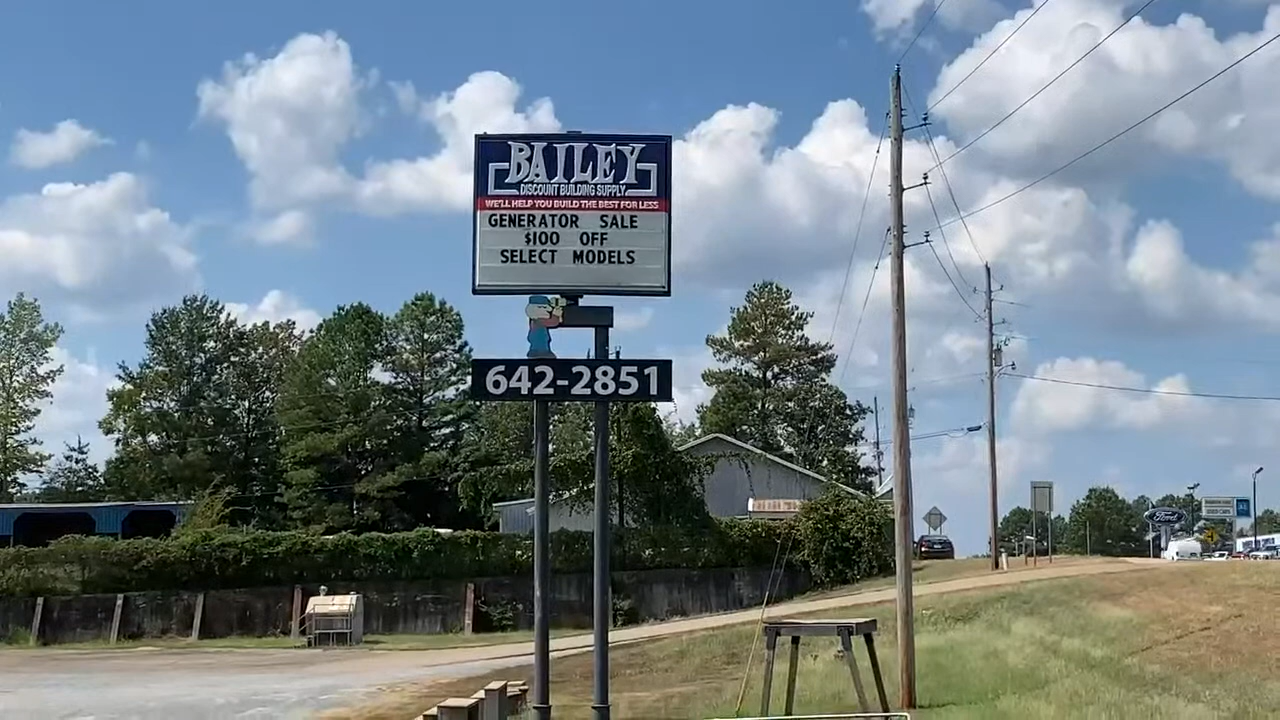 BAILEY
DISCOUNT BUILDING SUPPLY
WE'LL HELP YOU BUILD THE BEST FOR LESS
GENERATOR SALE
$100 OFF
SELECT MODELS
642-2851
Ford